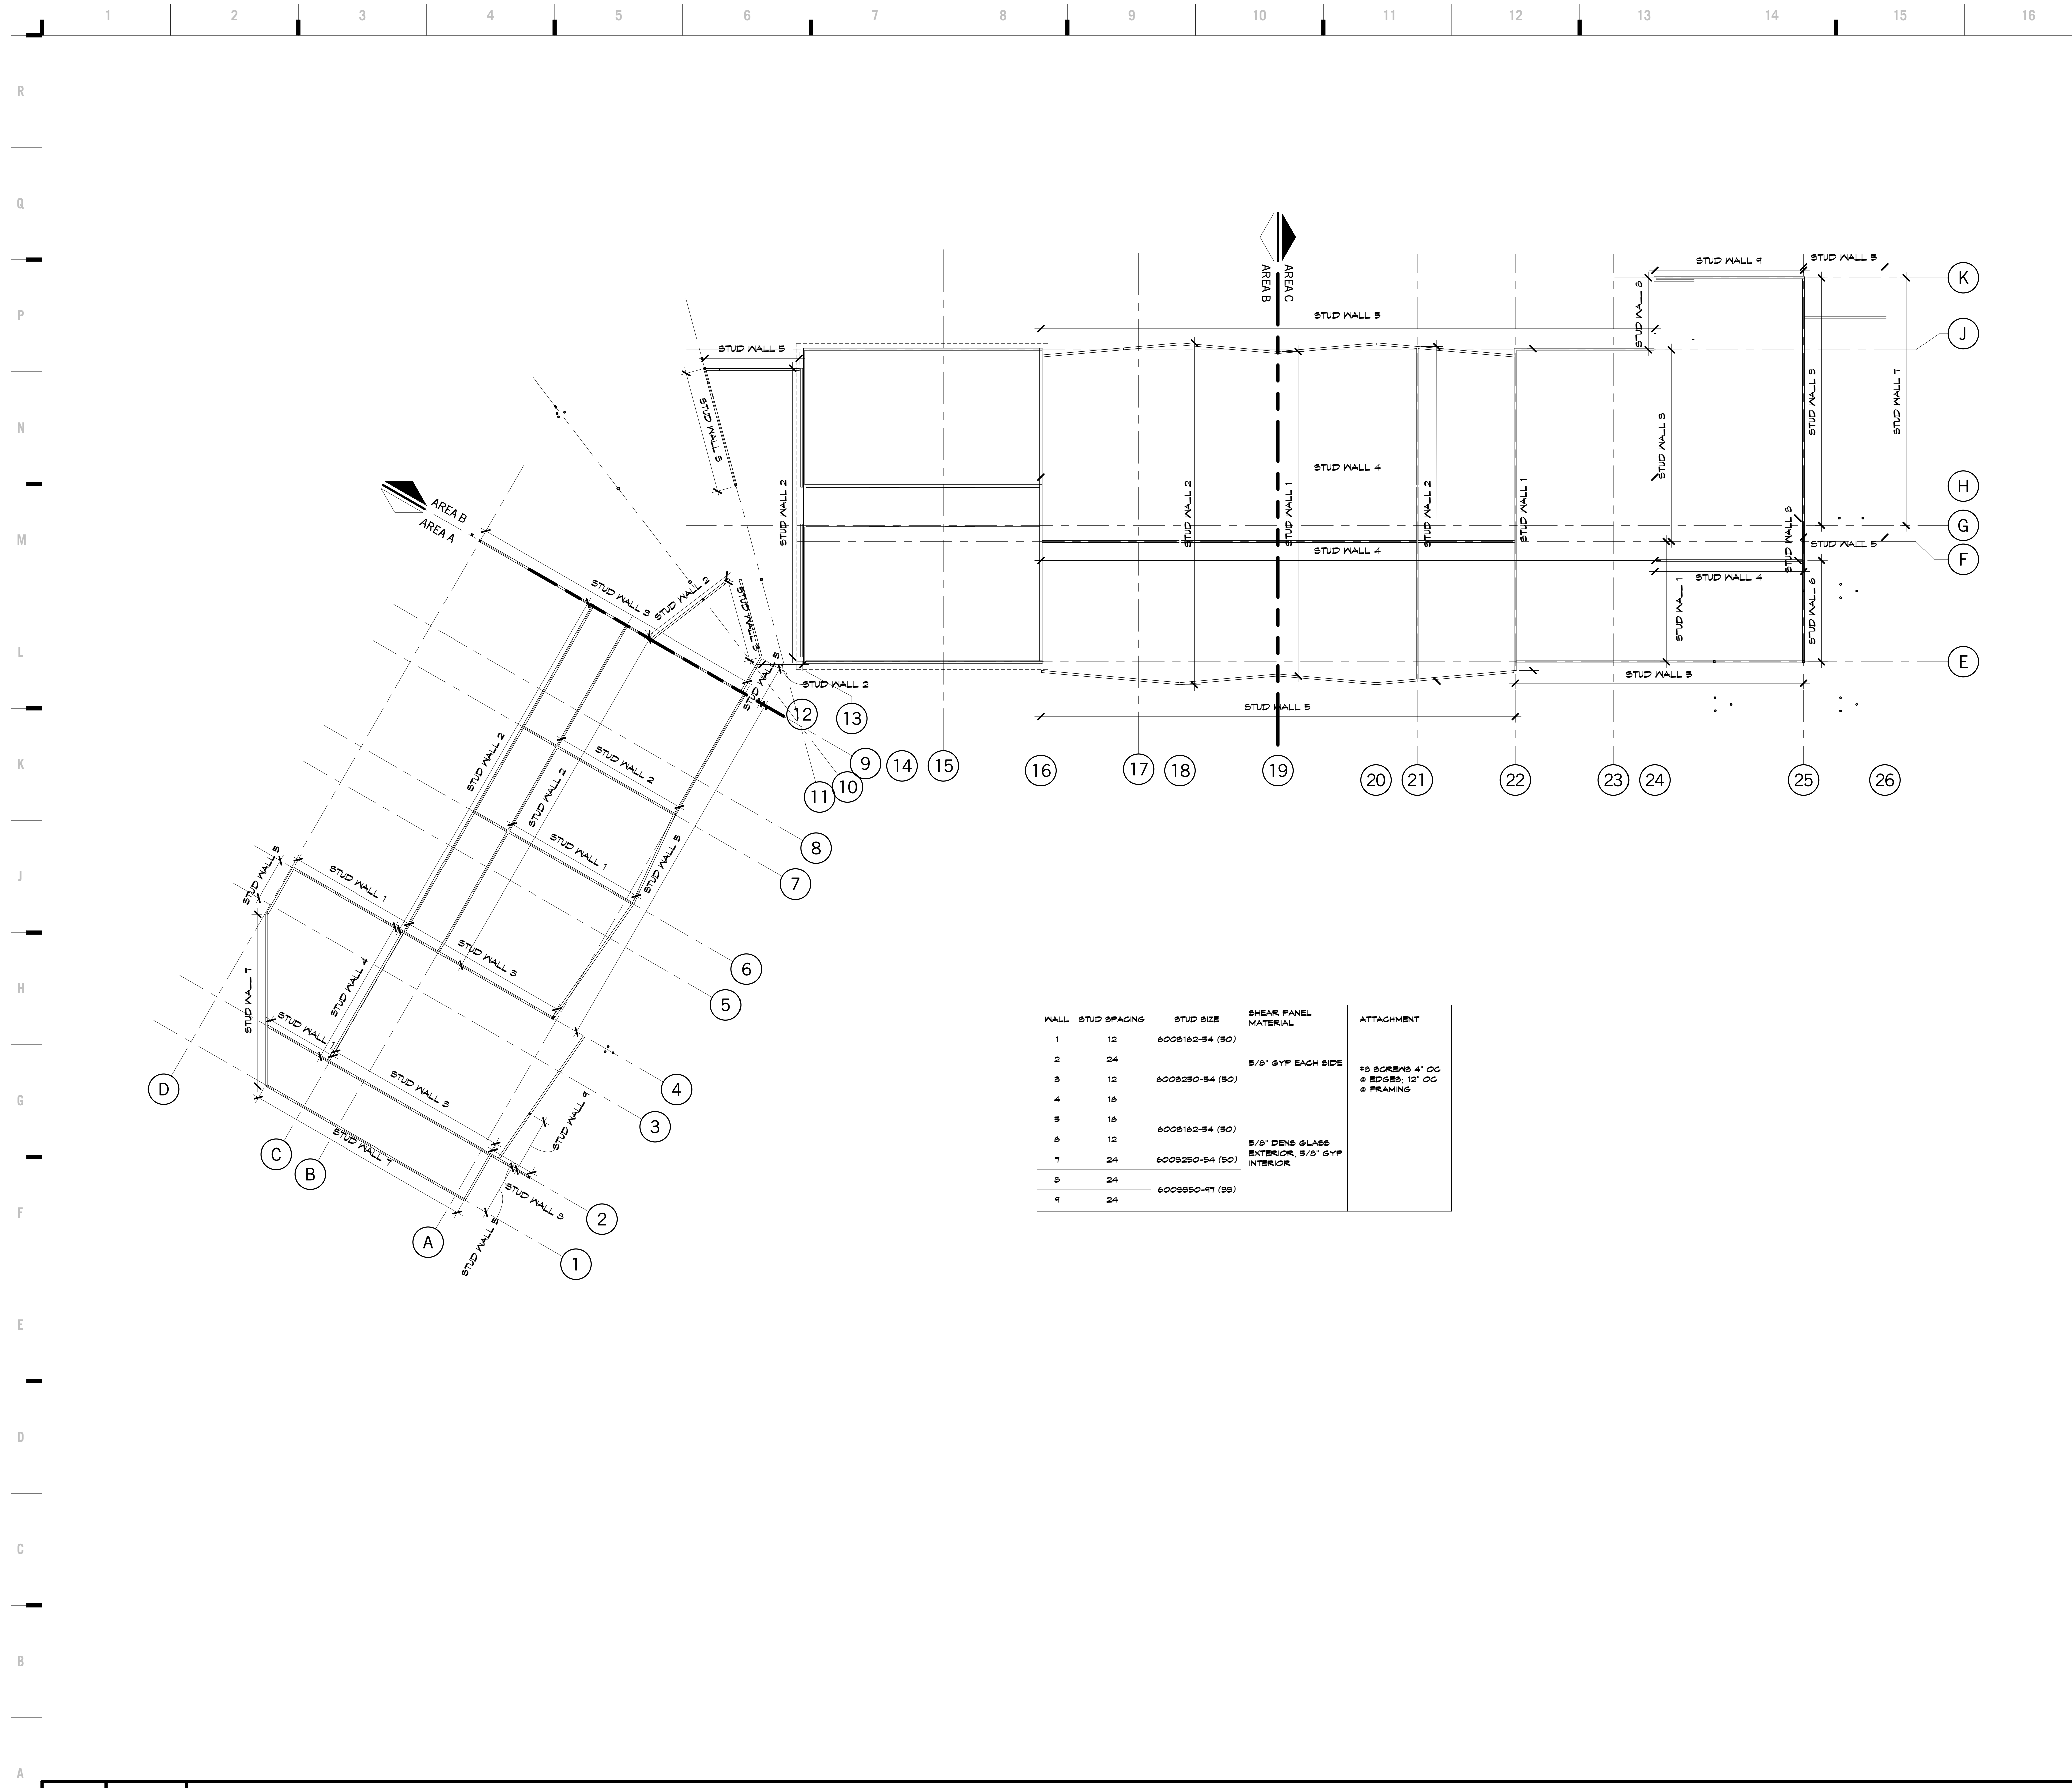 1 2 3 4 5 6 7 8 9 10 11 12 13 14 15 16
R
Q
P
N
M
L
K
J
H
G
F
E
D
C
B
A
AREA B
AREA C
STUD WALL 9
STUD WALL 5
K
STUD WALL 8
STUD WALL 5
J
STUD WALL 5
STUD WALL 3
STUD WALL 2
STUD WALL 4
STUD WALL 3
STUD WALL 3
STUD WALL 7
STUD WALL 2
STUD WALL 1
STUD WALL 2
STUD WALL 1
H
G
F
STUD WALL 4
STUD WALL 8
STUD WALL 5
STUD WALL 4
STUD WALL 1
STUD WALL 6
E
STUD WALL 5
STUD WALL 5
AREA B
AREA A
STUD WALL 3
STUD WALL 2
STUD WALL 5
STUD WALL 2
STUD WALL 5
12
13
9
10
11
14
15
16
17
18
19
20
21
22
23
24
25
26
STUD WALL 2
STUD WALL 2
STUD WALL 2
STUD WALL 1
STUD WALL 5
8
7
6
5
STUD WALL 5
STUD WALL 1
STUD WALL 3
STUD WALL 4
STUD WALL 7
STUD WALL 1
STUD WALL 3
STUD WALL 9
STUD WALL 7
STUD WALL 8
STUD WALL 5
4
3
2
1
D
C
B
A
WALL STUD SPACING STUD SIZE SHEAR PANEL MATERIAL ATTACHMENT
1 12 600S162-54 (50)
2 24
5/8" GYP EACH SIDE
3 12 600S250-54 (50)
4 16
#8 SCREWS 4" OC
@ EDGES; 12" OC
@ FRAMING
5 16
600S162-54 (50)
6 12
5/8" DENS GLASS
EXTERIOR, 5/8" GYP
INTERIOR
7 24 600S250-54 (50)
8 24
600S350-97 (33)
9 24